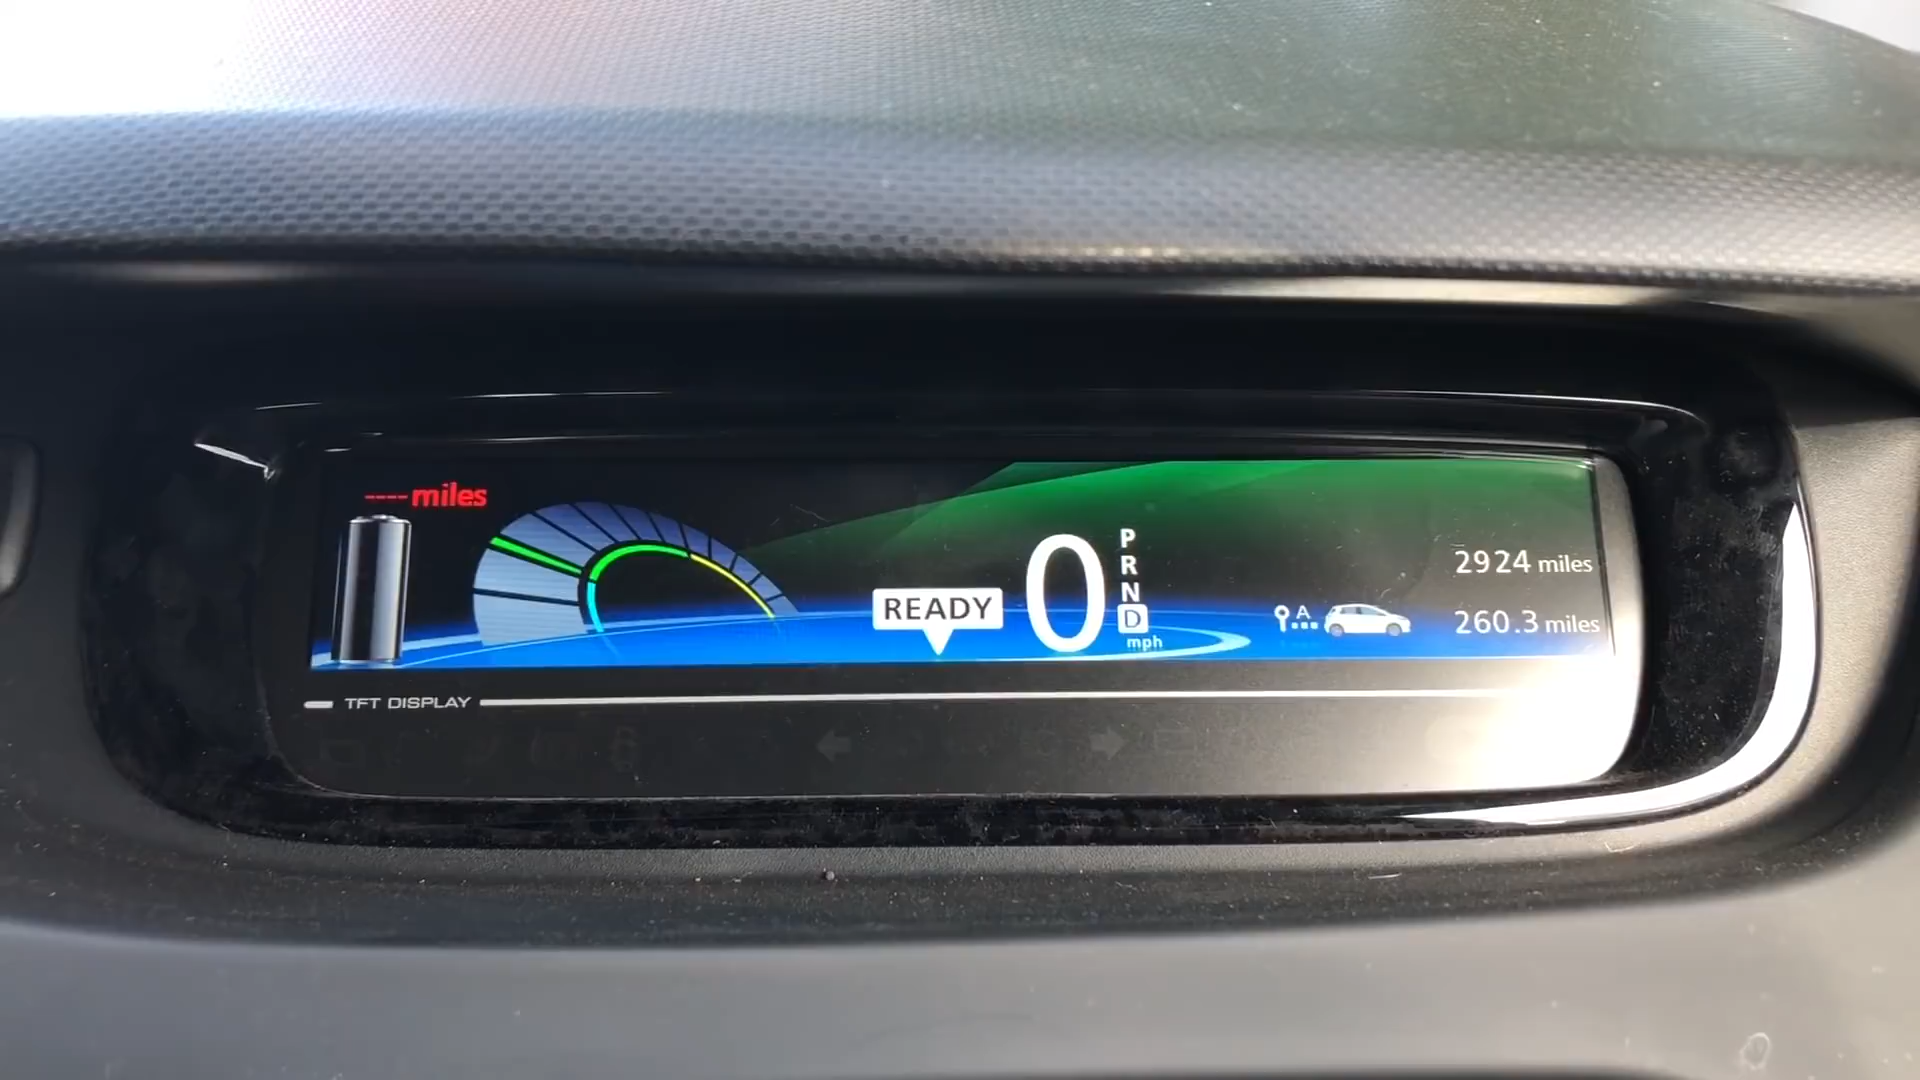 ----miles
READY
0
P
R
N
D
mph
A
2924 miles
260.3 miles
TFT DISPLAY